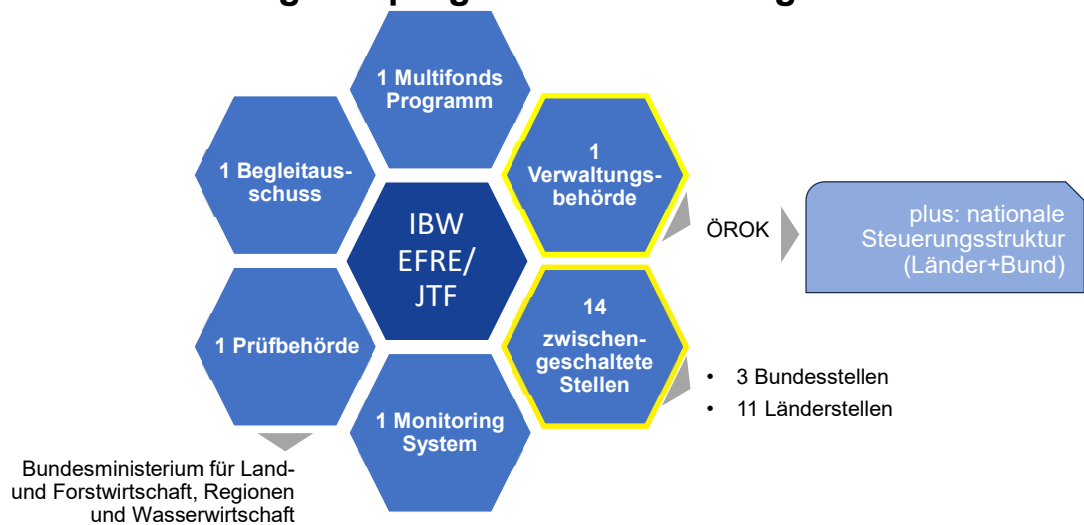 1 Multifonds
Programm
1 Begleitaus-
schuss
1
Verwaltungs-
behörde
IBW
EFRE/
JTF
ÖROK
plus: nationale
Steuerungsstruktur
(Länder+Bund)
1 Prüfbehörde
14
zwischen-
geschaltete
Stellen
• 3 Bundesstellen
• 11 Länderstellen
1 Monitoring
System
Bundesministerium für Land-
und Forstwirtschaft, Regionen
und Wasserwirtschaft